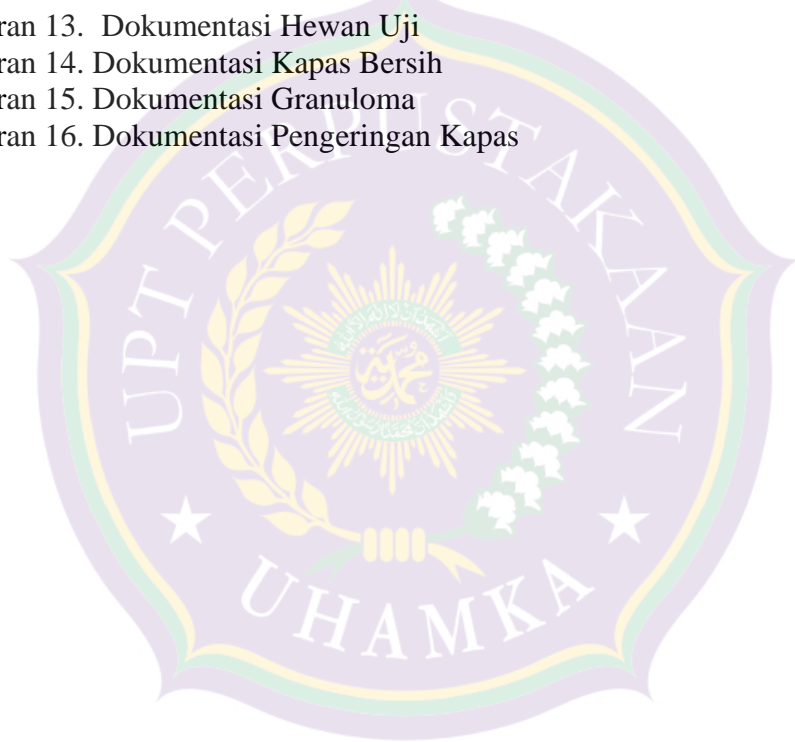 ran 13.  Dokumentasi Hewan Uji
ran 14. Dokumentasi Kapas Bersih
ran 15. Dokumentasi Granuloma
ran 16. Dokumentasi Pengeringan Kapas
UPT PERPUSTAKAAN
UHAMKA